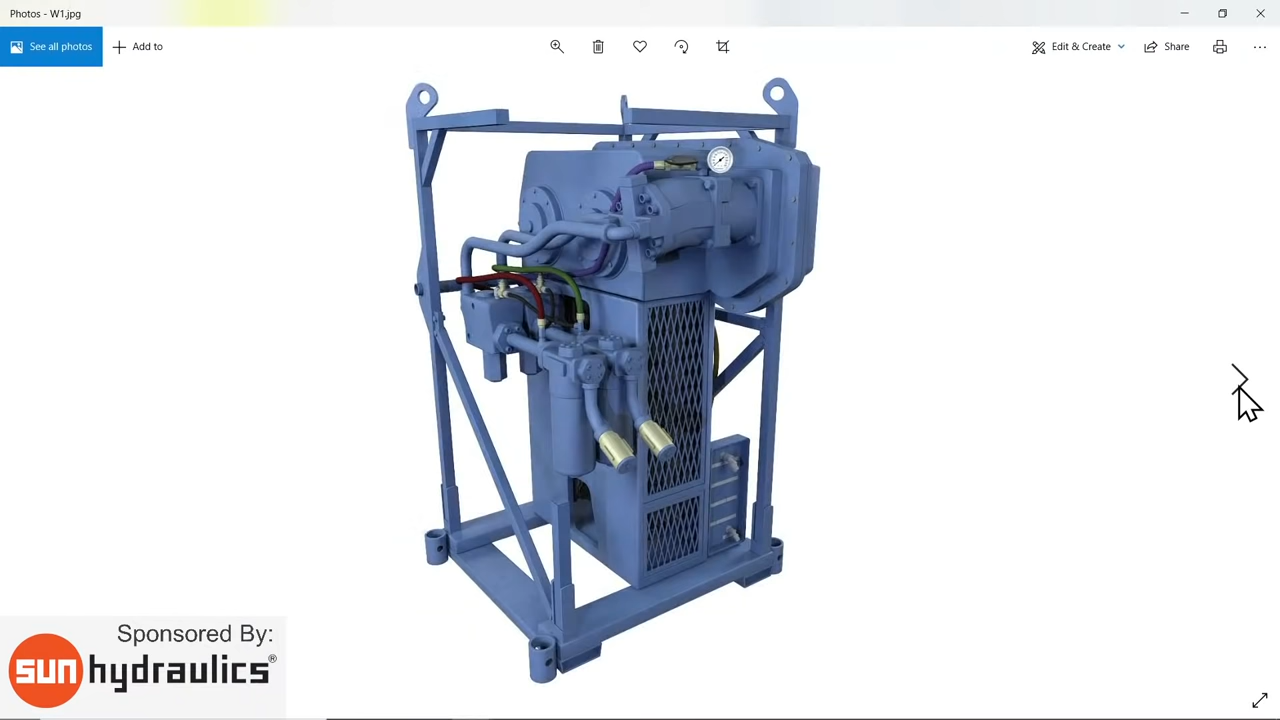 Photos - W1.jpg
See all photos
Add to
Edit & Create
Share
Sponsored By:
sun hydraulics®